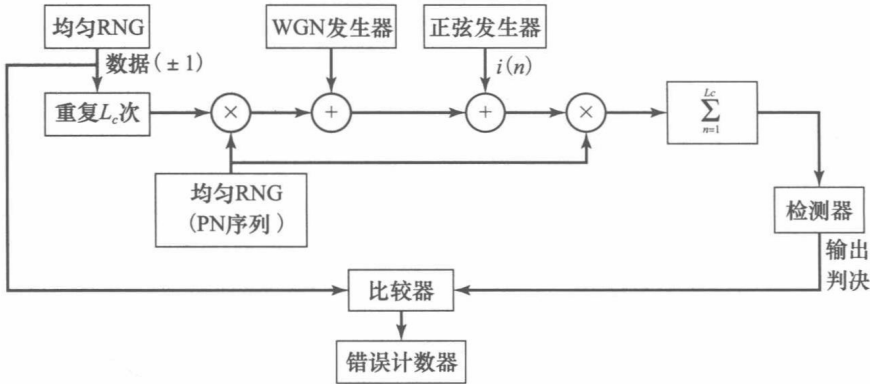 均匀RNG
WGN发生器
正弦发生器
数据(±1)
i(n)
重复L_c次
×
+
+
×
Lc
∑
n=1
均匀RNG
(PN序列)
检测器
输出
判决
比较器
错误计数器